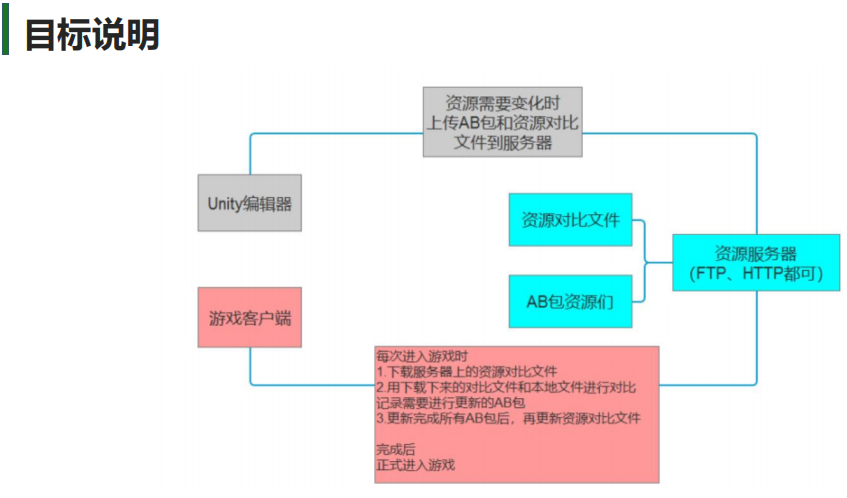 目标说明
资源需要变化时
上传AB包和资源对比
文件到服务器
Unity编辑器
资源对比文件
资源服务器
（FTP、HTTP都可）
AB包资源们
游戏客户端
每次进入游戏时
1.下载服务器上的资源对比文件
2.用下载下来的对比文件和本地文件进行对比
记录需要进行更新的AB包
3.更新完成所有AB包后，再更新资源对比文件
完成后
正式进入游戏